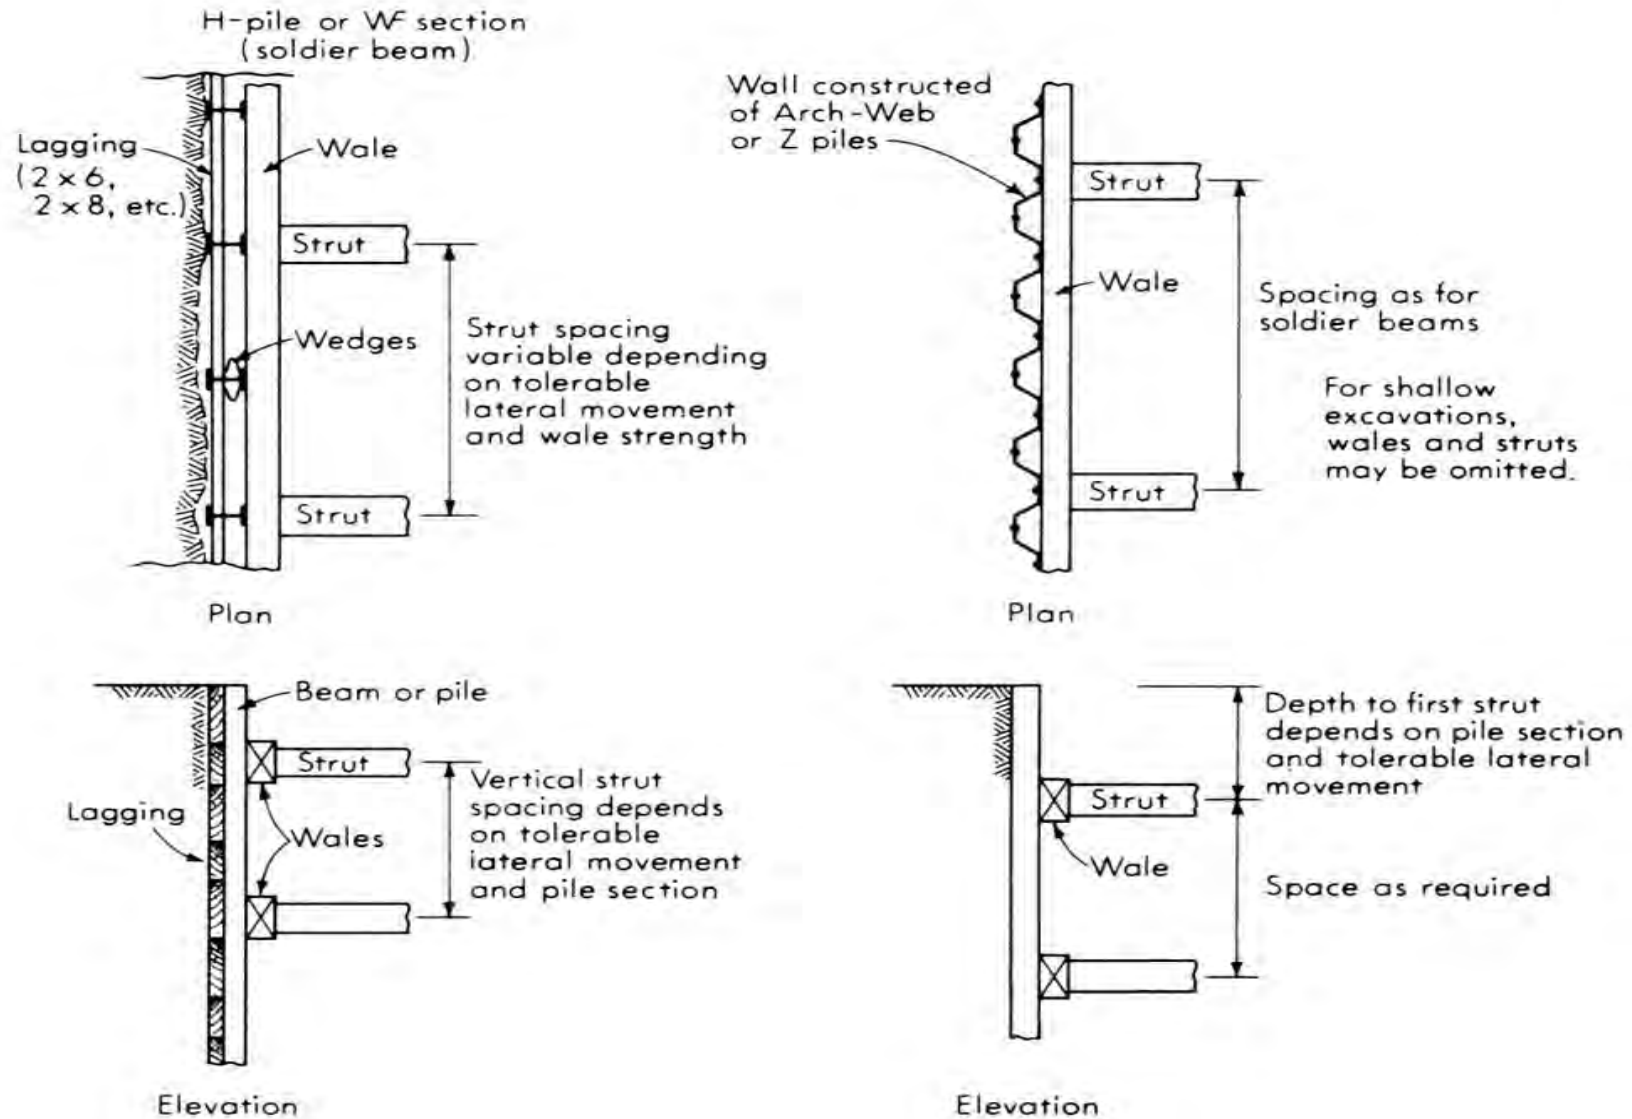 H-pile or WF section
(soldier beam)
Lagging
(2 x 6,
2 x 8, etc.)
Wale
Strut
Wedges
Strut spacing
variable depending
on tolerable
lateral movement
and wale strength
Strut
Plan
Wall constructed
of Arch-Web
or Z piles
Strut
Wale
Spacing as for
soldier beams
For shallow
excavations,
wales and struts
may be omitted.
Strut
Plan
Beam or pile
Strut
Lagging
Wales
Vertical strut
spacing depends
on tolerable
lateral movement
and pile section
Elevation
Depth to first strut
depends on pile section
and tolerable lateral
movement
Strut
Wale
Space as required
Elevation